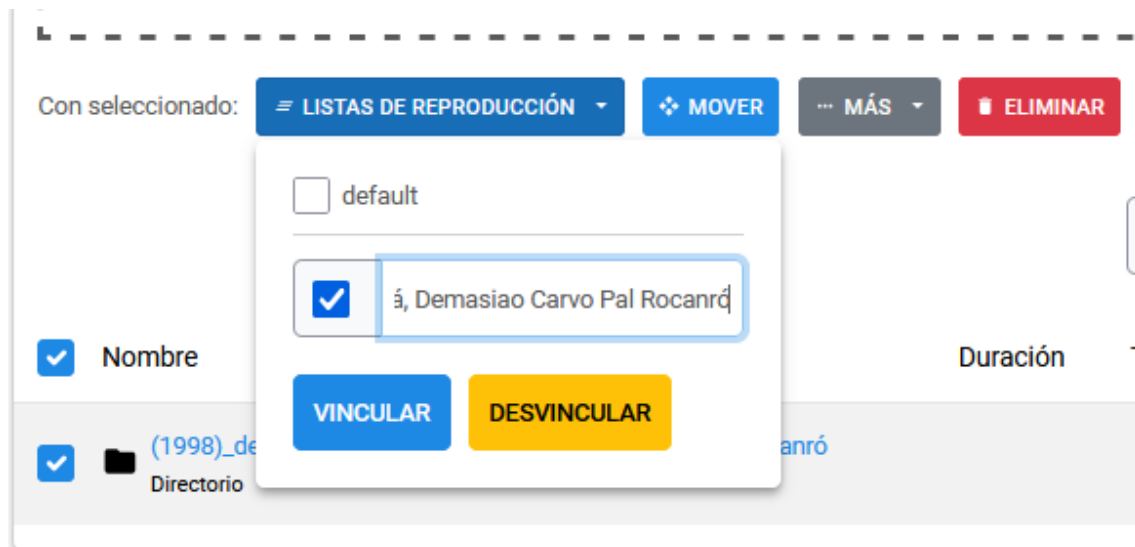 Con seleccionado: LISTAS DE REPRODUCCIÓN MOVER ··· MÁS ELIMINAR
default
á, Demasiao Carvo Pal Rocanró
Nombre Duración
VINCULAR DESVINCULAR
(1998)_de anró
Directorio